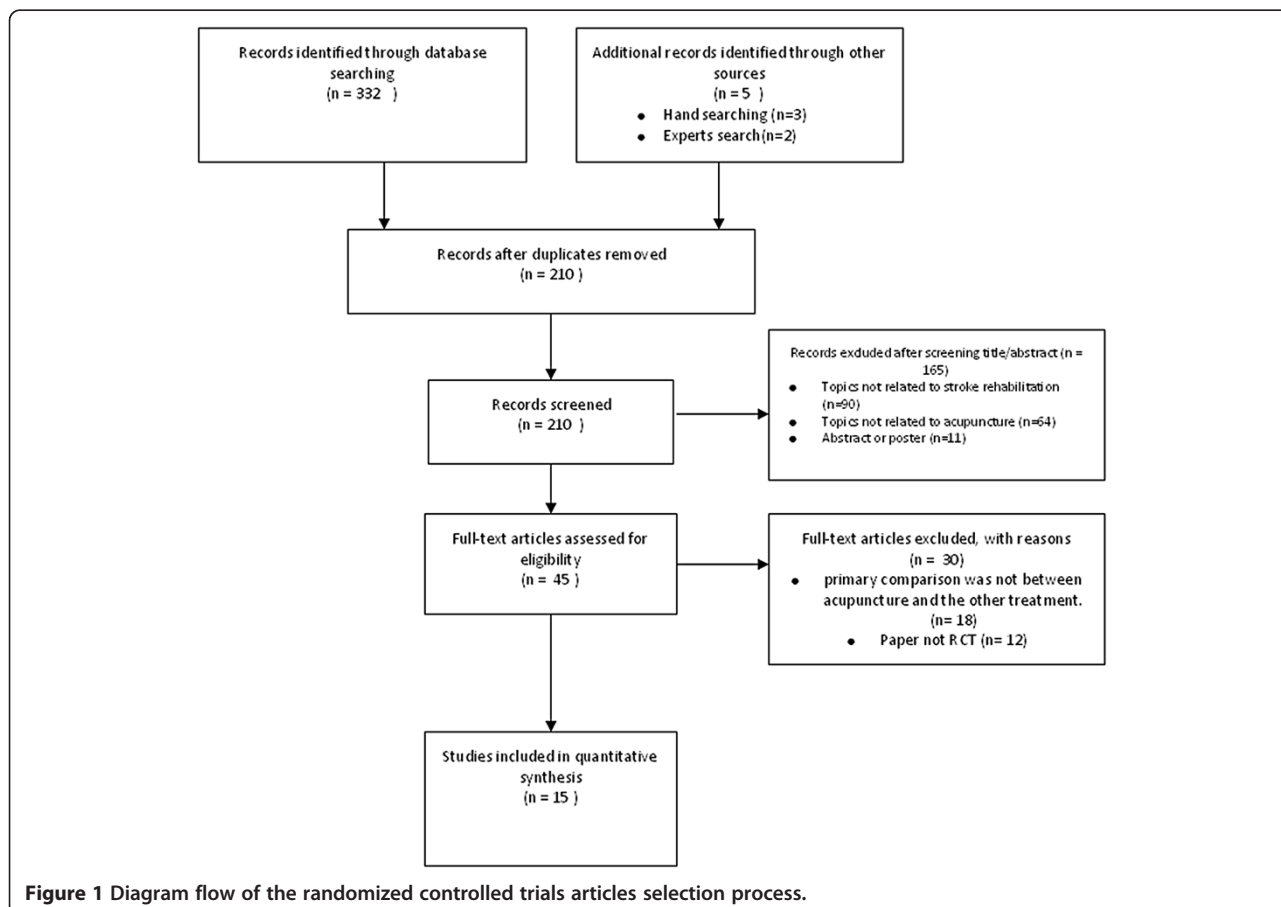 Records identified through database
searching
(n = 332 )
Additional records identified through other
sources
(n = 5 )
● Hand searching (n=3)
● Experts search(n=2)
Records after duplicates removed
(n = 210 )
Records screened
(n = 210 )
Records exduded after screening title/abstract (n =
165)
● Topics not related to stroke rehabilitation
(n=90)
● Topics not related to acupuncture (n=64)
● Abstract or poster (n=11)
Full-text articles assessed for
eligibility
(n = 45 )
Full-text articles excluded, with reasons
(n = 30 )
● primary comparison was not between
acupuncture and the other treatment.
(n= 18)
● Paper not RCT (n= 12)
Studies included in quantitative
synthesis
(n = 15 )
Figure 1 Diagram flow of the randomized controlled trials articles selection process.